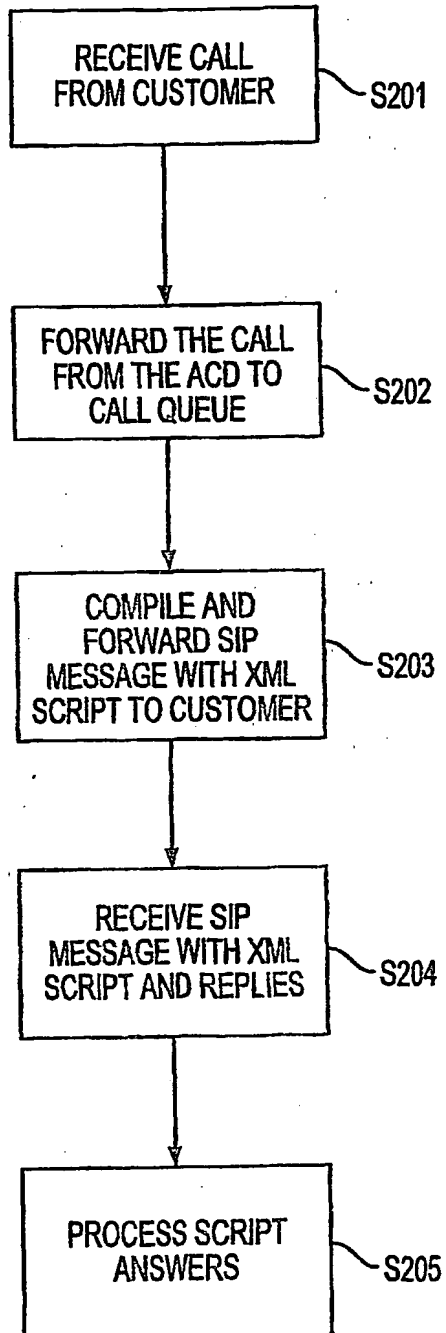 RECEIVE CALL
FROM CUSTOMER
S201
FORWARD THE CALL
FROM THE ACD TO
CALL QUEUE
S202
COMPILE AND
FORWARD SIP
MESSAGE WITH XML
SCRIPT TO CUSTOMER
S203
RECEIVE SIP
MESSAGE WITH XML
SCRIPT AND REPLIES
S204
PROCESS SCRIPT
ANSWERS
S205